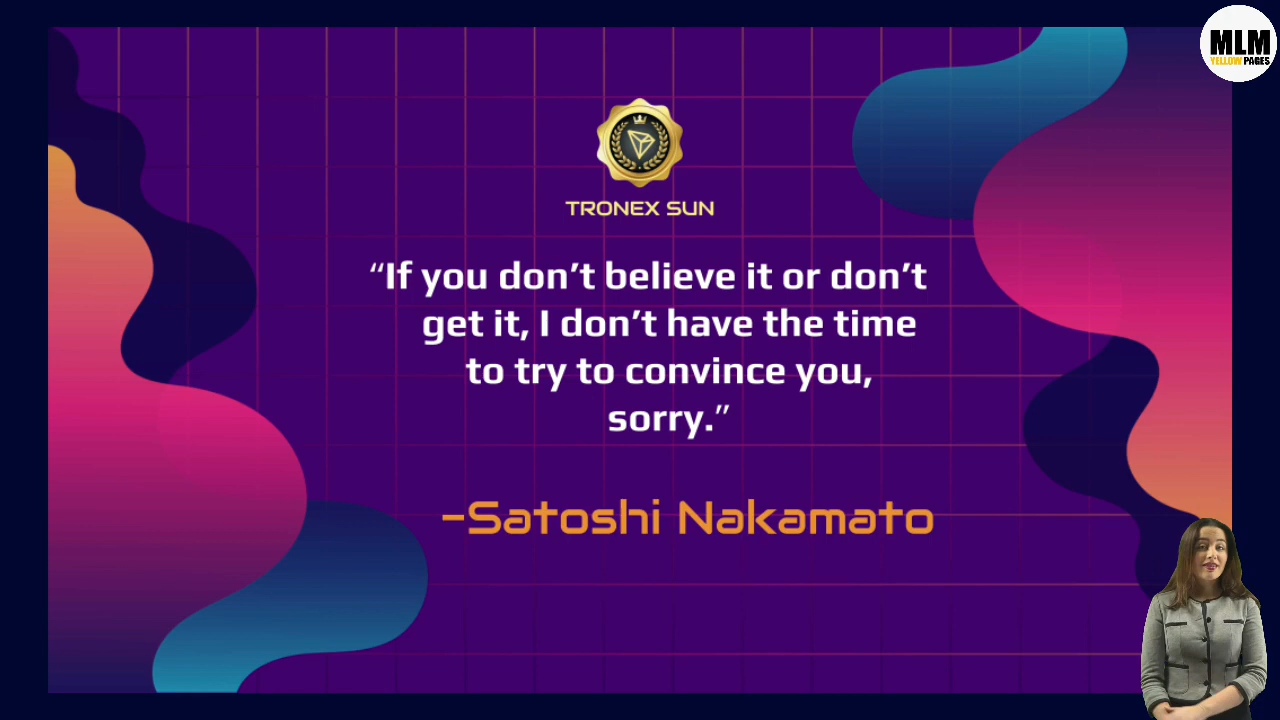 MLM
YELLOW PAGES
TRONEX SUN
“If you don’t believe it or don’t
get it, I don’t have the time
to try to convince you,
sorry.”
-Satoshi Nakamato